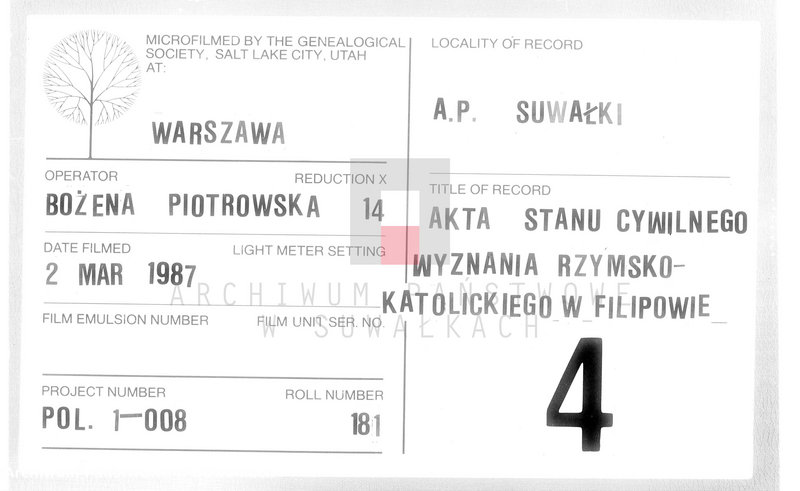 MICROFILMED BY THE GENEALOGICAL
SOCIETY, SALT LAKE CITY, UTAH
AT:
WARSZAWA
OPERATOR
REDUCTION X
BOŻENA PIOTROWSKA
14
DATE FILMED
LIGHT METER SETTING
2 MAR 1987
FILM EMULSION NUMBER
FILM UNIT SER. NO.
PROJECT NUMBER
ROLL NUMBER
POL. 1—008
181
LOCALITY OF RECORD
A.P. SUWAŁKI
TITLE OF RECORD
AKTA STANU CYWILNEGO
WYZNANIA RZYMSKO-
KATOLICKIEGO W FILIPOWIE
4
ARCHIWUM PAŃSTWOWE
W SUWAŁKACH